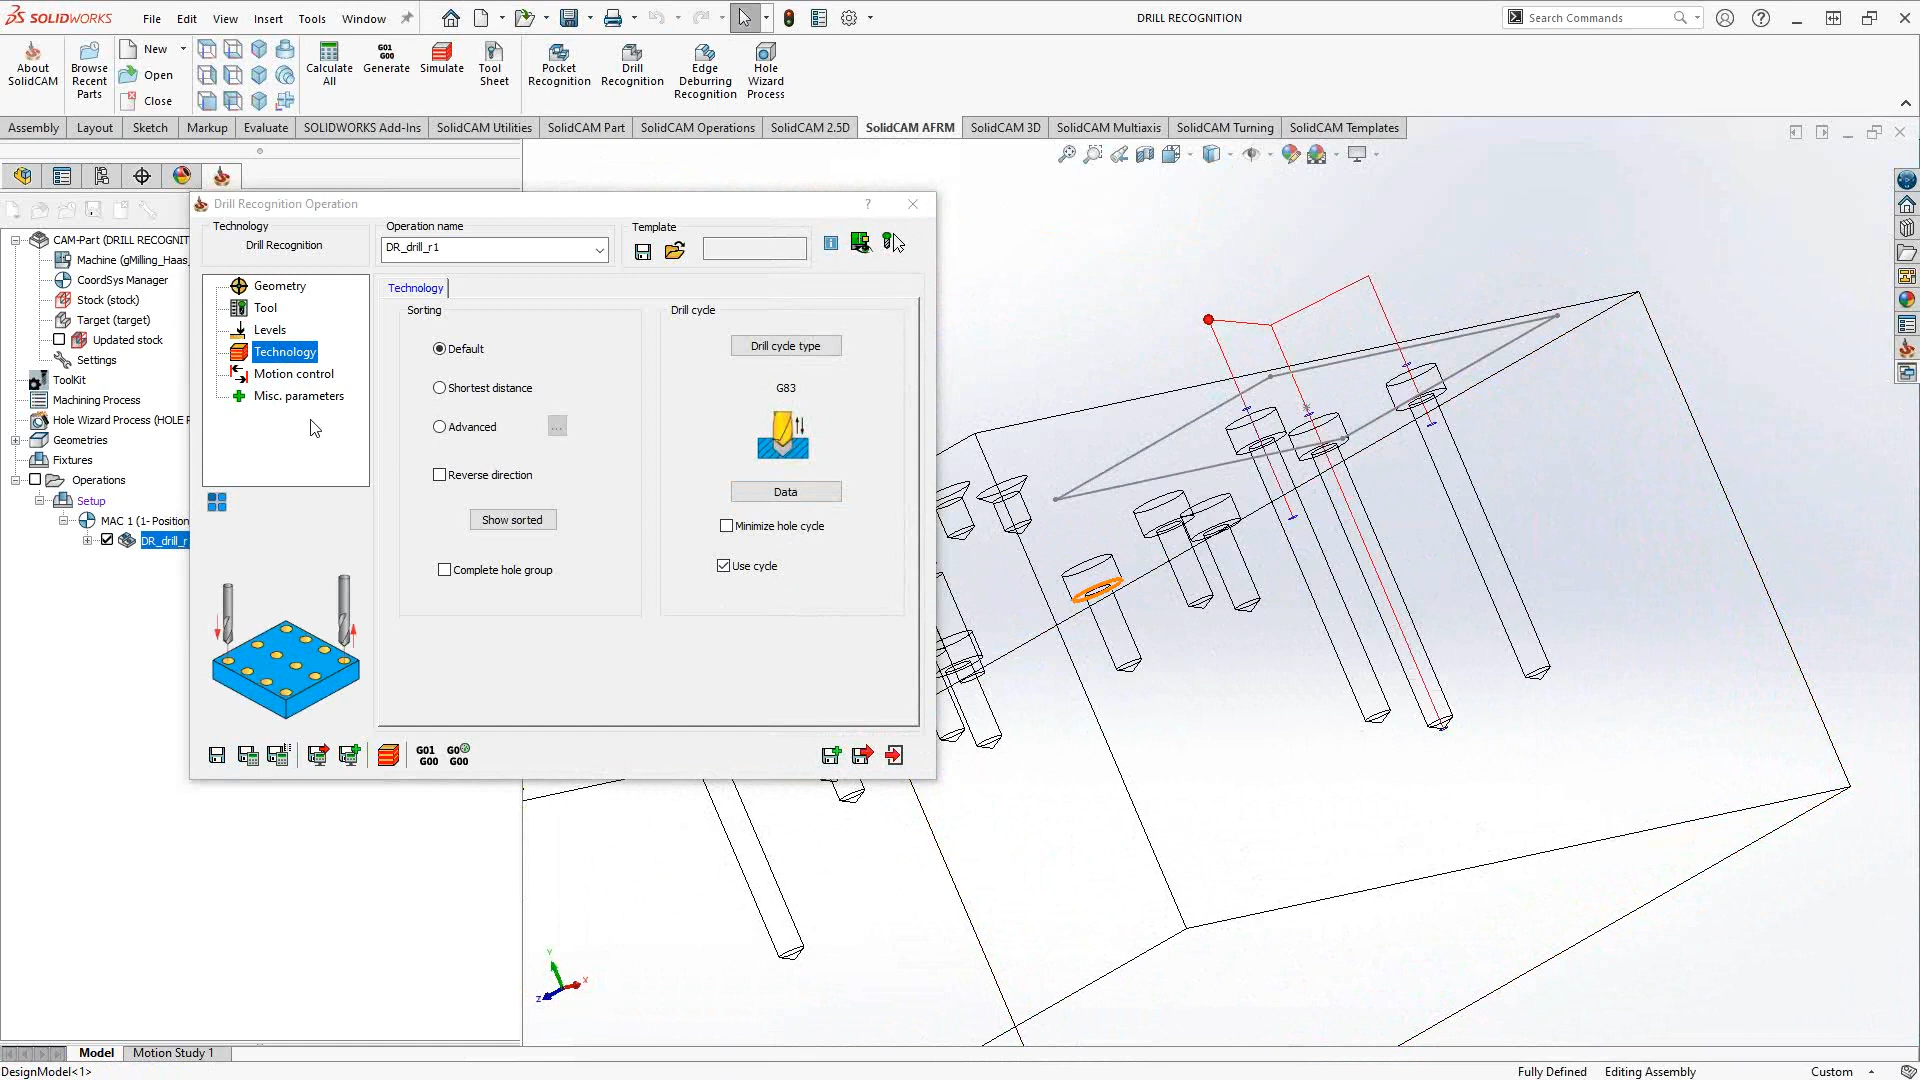 SOLIDWORKS
File
Edit
View
Insert
Tools
Window
DRILL RECOGNITION
Search Commands
About
SolidCAM
Browse
Recent
Parts
New
Open
Close
Calculate
All
G01
G00
Generate
Simulate
Tool
Sheet
Pocket
Recognition
Drill
Recognition
Edge
Deburring
Recognition
Hole
Wizard
Process
Assembly
Layout
Sketch
Markup
Evaluate
SOLIDWORKS Add-Ins
SolidCAM Utilities
SolidCAM Part
SolidCAM Operations
SolidCAM 2.5D
SolidCAM AFRM
SolidCAM 3D
SolidCAM Multiaxis
SolidCAM Turning
SolidCAM Templates
CAM-Part (DRILL RECOGNIT
Machine (gMilling_Haas_
CoordSys Manager
Stock (stock)
Target (target)
Updated stock
Settings
ToolKit
Machining Process
Hole Wizard Process (HOLE P
Geometries
Fixtures
Operations
Setup
MAC 1 (1- Position
DR_drill_r
Drill Recognition Operation
?
Technology
Drill Recognition
Operation name
DR_drill_r1
Template
Geometry
Tool
Levels
Technology
Motion control
Misc. parameters
Technology
Sorting
Default
Shortest distance
Advanced
...
Reverse direction
Show sorted
Complete hole group
Drill cycle
Drill cycle type
G83
Data
Minimize hole cycle
Use cycle
G01
G00
G0
G00
Y
X
Z
Model
Motion Study 1
DesignModel<1>
Fully Defined
Editing Assembly
Custom